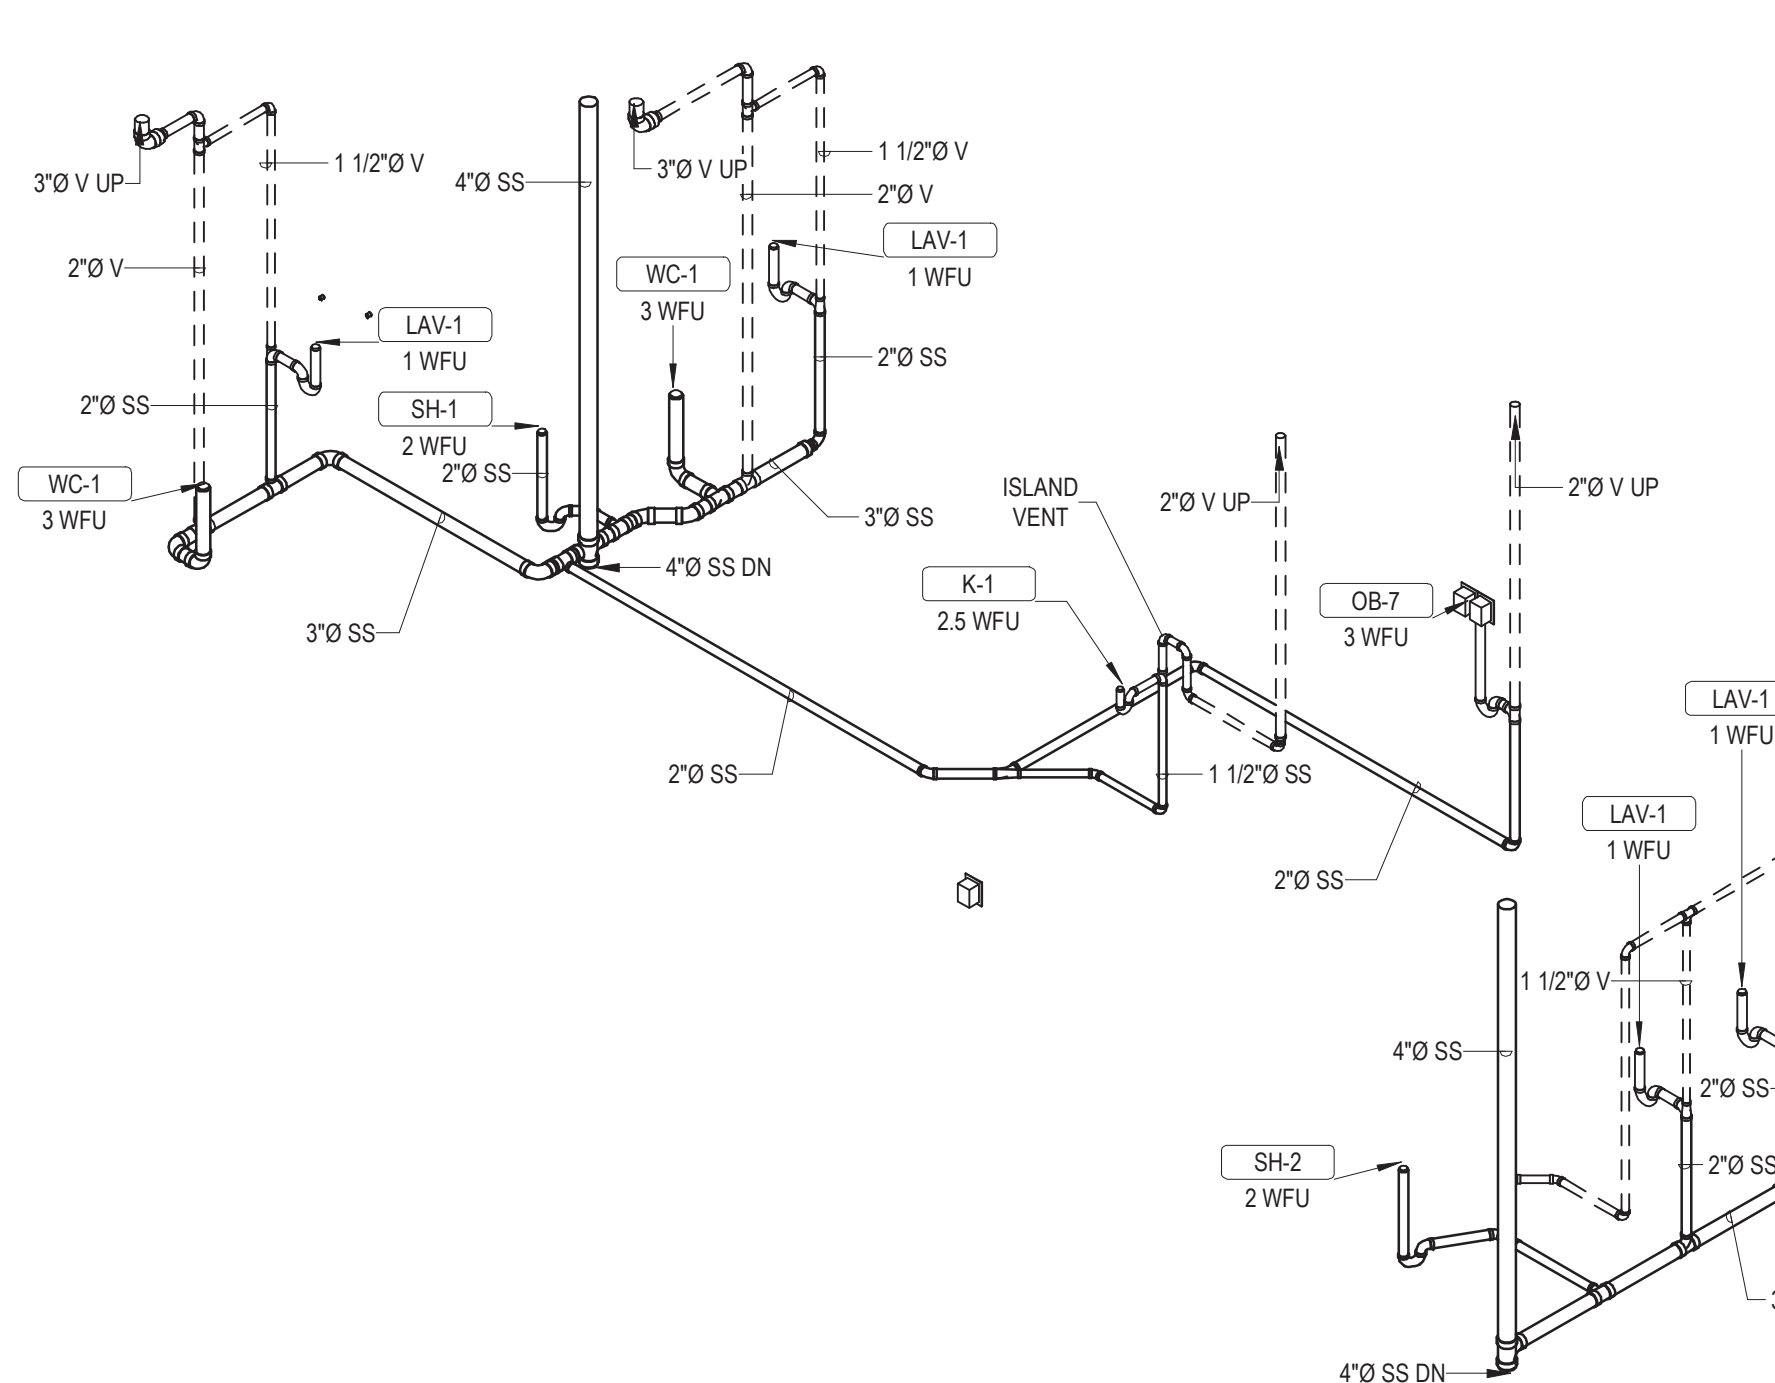 3"Ø V UP
1 1/2"Ø V
4"Ø SS
3"Ø V UP
1 1/2"Ø V
2"Ø V
2"Ø V
LAV-1
1 WFU
WC-1
3 WFU
LAV-1
1 WFU
2"Ø SS
2"Ø SS
SH-1
2 WFU
2"Ø SS
WC-1
3 WFU
3"Ø SS
4"Ø SS DN
3"Ø SS
ISLAND
VENT
2"Ø V UP
2"Ø V UP
K-1
2.5 WFU
OB-7
3 WFU
2"Ø SS
1 1/2"Ø SS
2"Ø SS
LAV-1
1 WFU
LAV-1
1 WFU
1 1/2"Ø V
4"Ø SS
2"Ø SS
SH-2
2 WFU
2"Ø SS
4"Ø SS DN